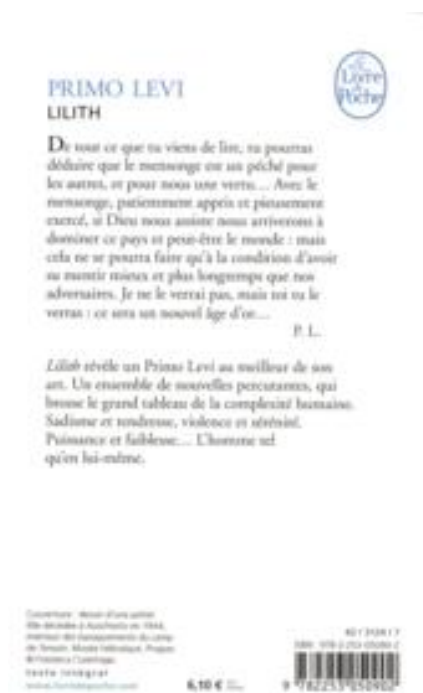 Le
Livre
de
Poche
PRIMO LEVI
LILITH
De tout ce que tu viens de lire, tu pourras
déduire que le mensonge est un péché pour
les autres, et pour nous une vertu… Avec le
mensonge, patiemment appris et pieusement
exercé, si Dieu nous assiste nous arriverons à
dominer ce pays et peut-être le monde : mais
cela ne se pourra faire qu'à la condition d'avoir
su mentir mieux et plus longtemps que nos
adversaires. Je ne le verrai pas, mais toi tu le
verras : ce sera un nouvel âge d'or…
P. L.
Lilith révèle un Primo Levi au meilleur de son
art. Un ensemble de nouvelles percutantes, qui
brosse le grand tableau de la complexité humaine.
Sadisme et tendresse, violence et sérénité.
Puissance et faiblesse… L'homme tel
qu'en lui-même.
Couverture :
texte intégral
6,10 €
9 782253 050902